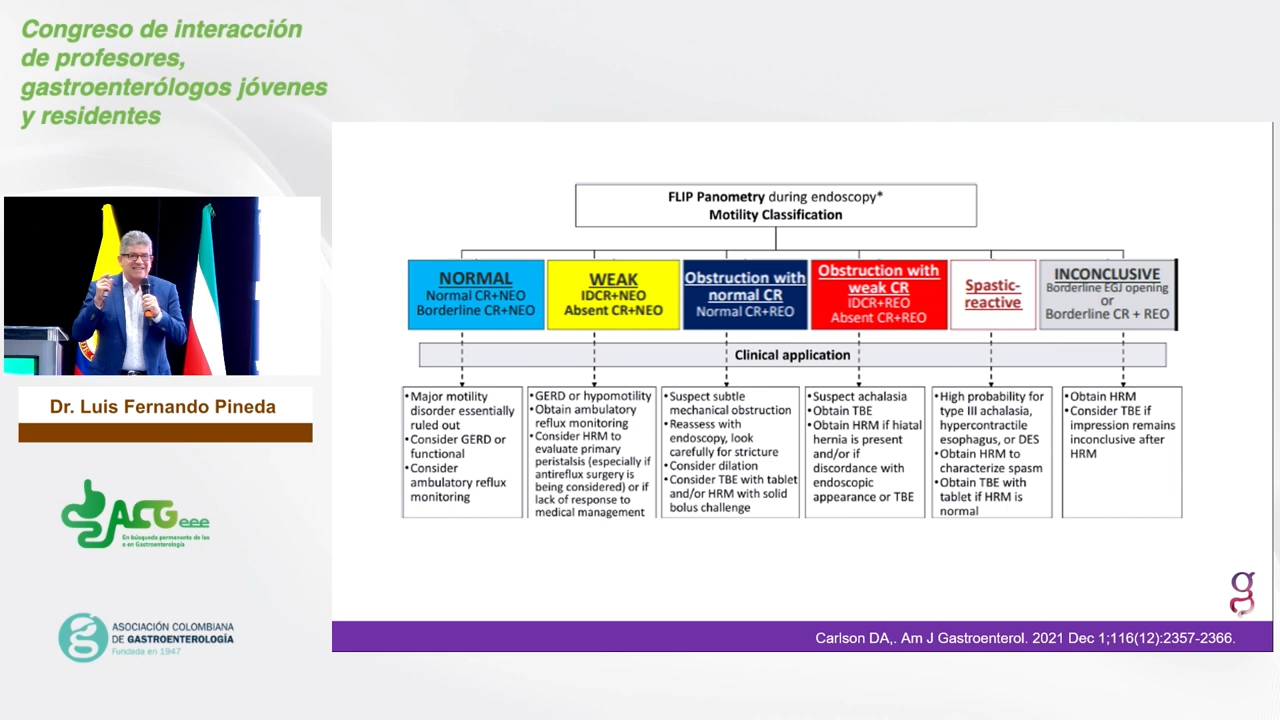 Congreso de interacción
de profesores,
gastroenterólogos jóvenes
y residentes
Dr. Luis Fernando Pineda
ACG eee
En búsqueda permanente de las
e en Gastroenterología
ASOCIACIÓN COLOMBIANA
DE GASTROENTEROLOGÍA
Fundada en 1947
FLIP Panometry during endoscopy*
Motility Classification
NORMAL
Normal CR+NEO
Borderline CR+NEO
WEAK
IDCR+NEO
Absent CR+NEO
Obstruction with
normal CR
Normal CR+REO
Obstruction with
weak CR
IDCR+REO
Absent CR+REO
Spastic-
reactive
INCONCLUSIVE
Borderline EGJ opening
or
Borderline CR + REO
Clinical application
•Major motility
disorder essentially
ruled out
•Consider GERD or
functional
•Consider
ambulatory reflux
monitoring
•GERD or hypomotility
•Obtain ambulatory
reflux monitoring
•Consider HRM to
evaluate primary
peristalsis (especially if
antireflux surgery is
being considered) or if
lack of response to
medical management
•Suspect subtle
mechanical obstruction
•Reassess with
endoscopy, look
carefully for stricture
•Consider dilation
•Consider TBE with tablet
and/or HRM with solid
bolus challenge
•Suspect achalasia
•Obtain TBE
•Obtain HRM if hiatal
hernia is present
and/or if
discordance with
endoscopic
appearance or TBE
•High probability for
type III achalasia,
hypercontractile
esophagus, or DES
•Obtain HRM to
characterize spasm
•Obtain TBE with
tablet if HRM is
normal
•Obtain HRM
•Consider TBE if
impression remains
inconclusive after
HRM
Carlson DA,. Am J Gastroenterol. 2021 Dec 1;116(12):2357-2366.